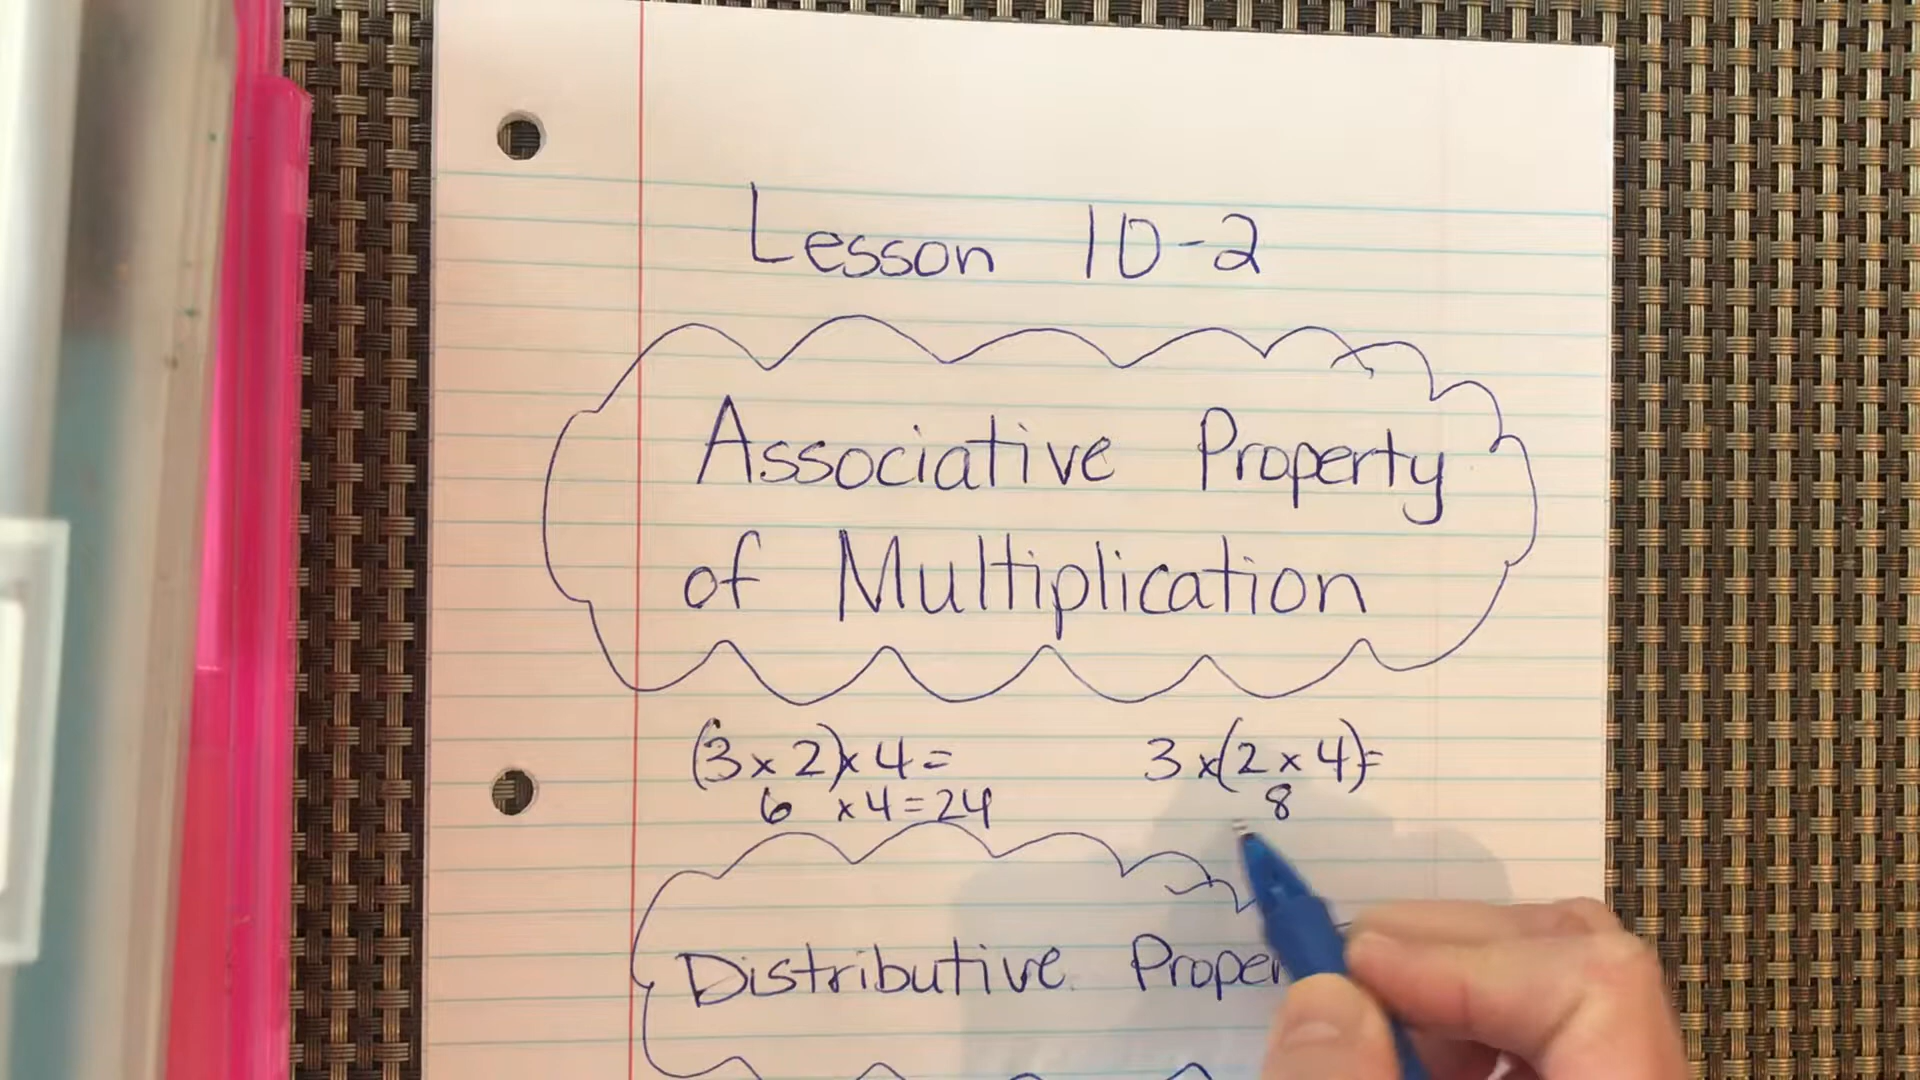 Lesson 10-2
Associative Property
of Multiplication
(3 x 2) x 4 =
6 x 4 = 24
3 x (2 x 4) =
8
Distributive Proper